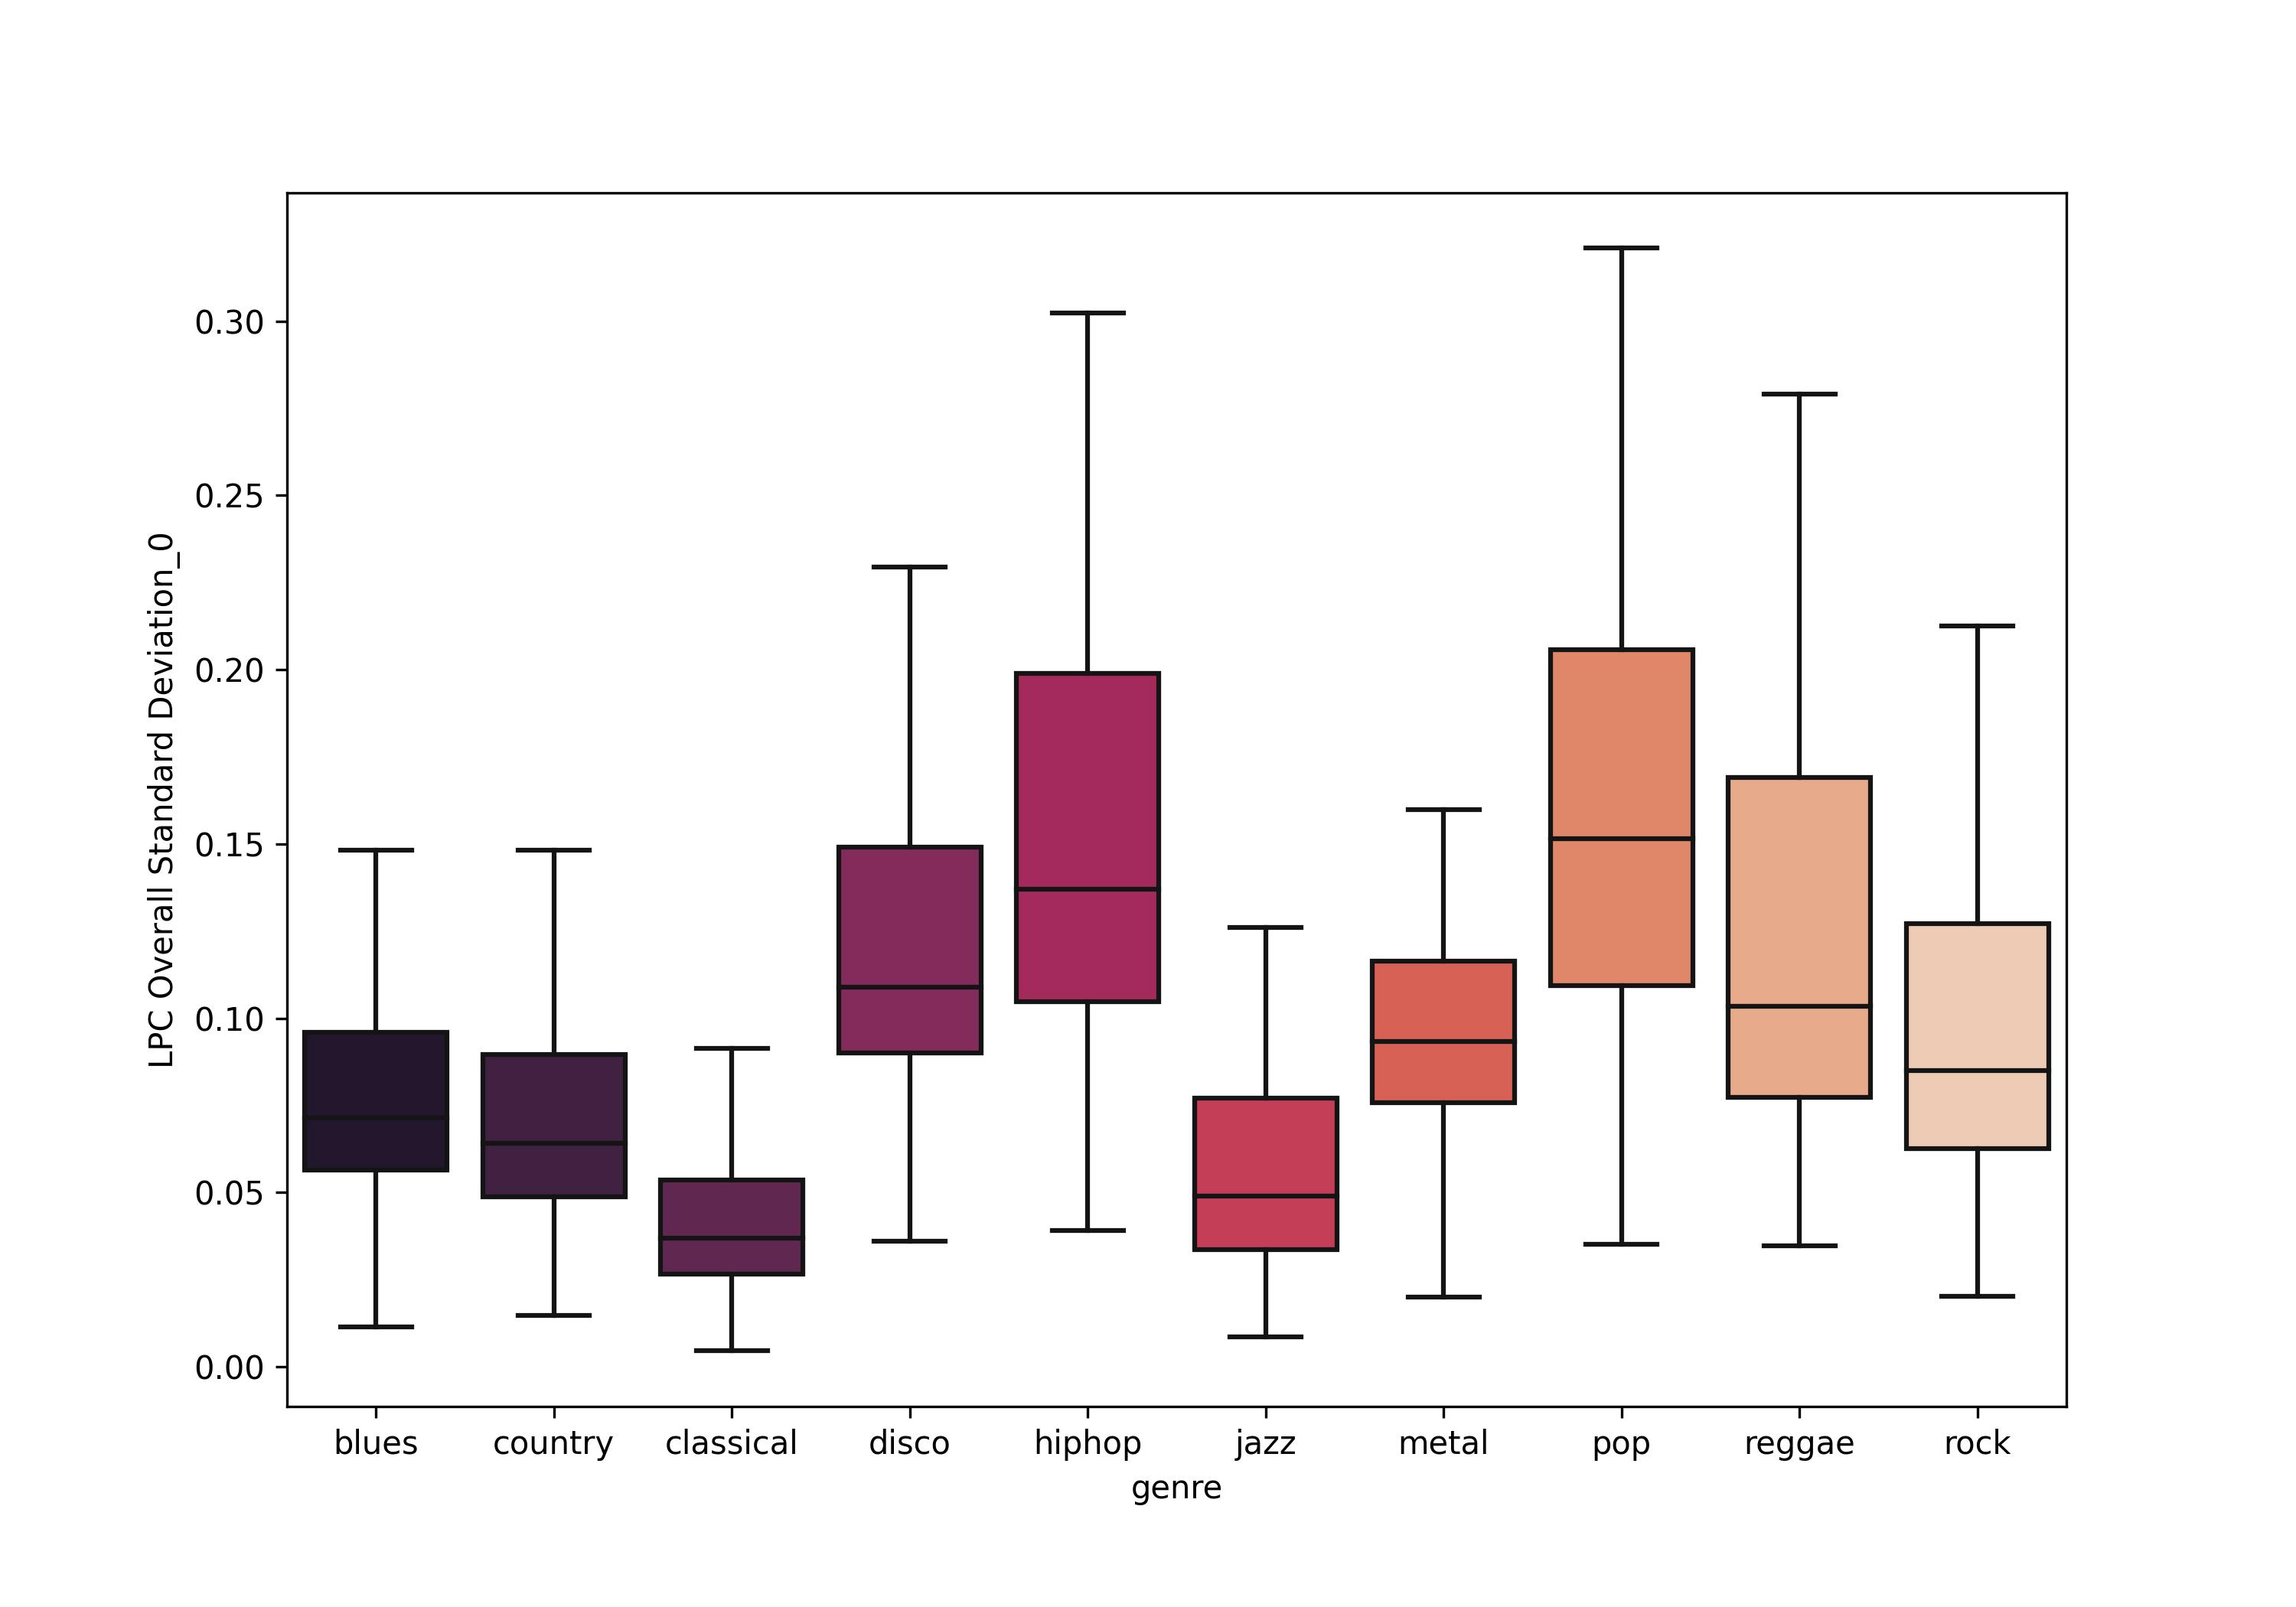 LPC Overall Standard Deviation_0
0.30
0.25
0.20
0.15
0.10
0.05
0.00
blues country classical disco hiphop jazz metal pop reggae rock
genre